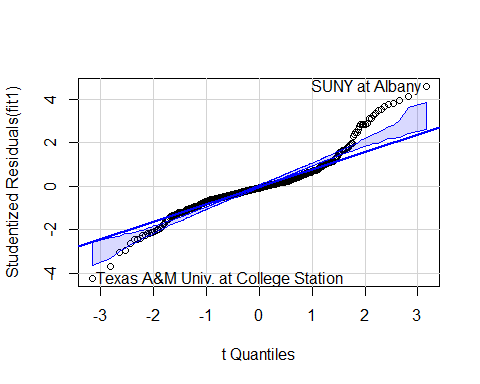 SUNY at Albany
Studentized Residuals(fit1)
4
2
0
-2
-4
Texas A&M Univ. at College Station
-3 -2 -1 0 1 2 3
t Quantiles